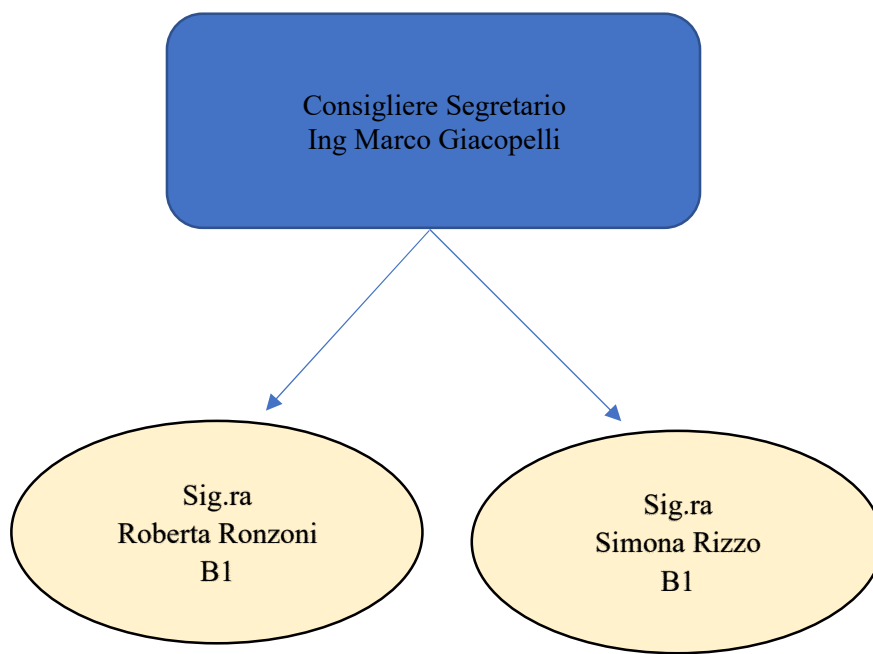 Consigliere Segretario
Ing Marco Giacopelli
Sig.ra
Roberta Ronzoni
B1
Sig.ra
Simona Rizzo
B1